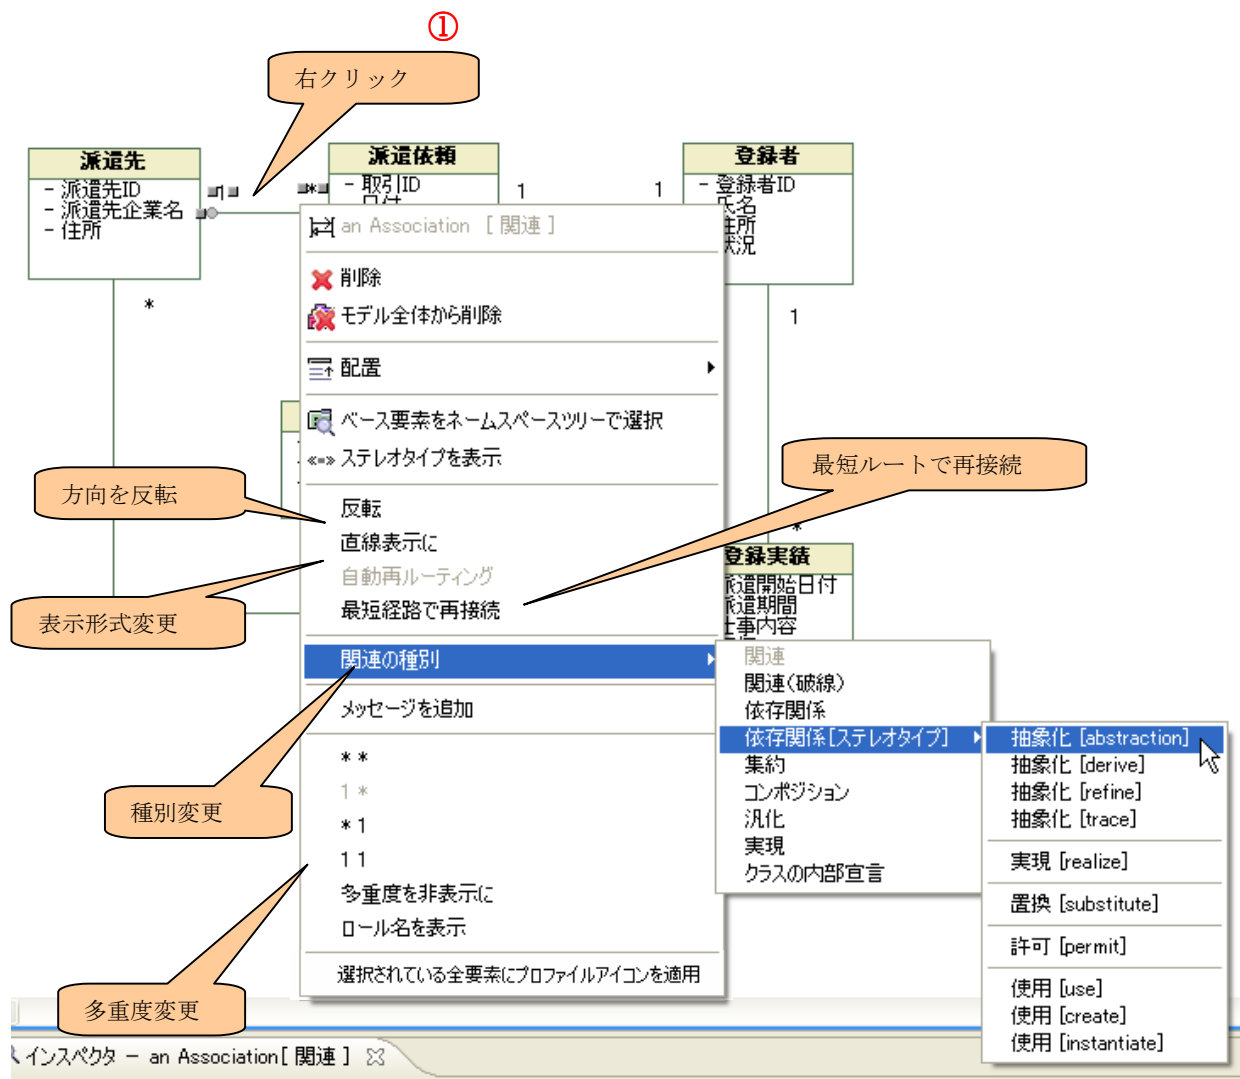 ①
右クリック
派遣先
- 派遣先ID
- 派遣先企業名
- 住所
1
*
派遣依頼
- 取引ID
1
1
登録者
- 登録者ID
氏名
住所
状況
*
1
an Association [関連]
削除
モデル全体から削除
配置
ベース要素をネームスペースツリーで選択
«=» ステレオタイプを表示
最短ルートで再接続
方向を反転
反転
直線表示に
自動再ルーティング
最短経路で再接続
表示形式変更
*
登録実績
派遣開始日付
派遣期間
仕事内容
関連の種別
メッセージを追加
* *
1 *
* 1
1 1
多重度を非表示に
ロール名を表示
選択されている全要素にプロファイルアイコンを適用
種別変更
多重度変更
関連
関連(破線)
依存関係
依存関係[ステレオタイプ]
集約
コンポジション
汎化
実現
クラスの内部宣言
抽象化 [abstraction]
抽象化 [derive]
抽象化 [refine]
抽象化 [trace]
実現 [realize]
置換 [substitute]
許可 [permit]
使用 [use]
使用 [create]
使用 [instantiate]
インスペクタ - an Association[関連]